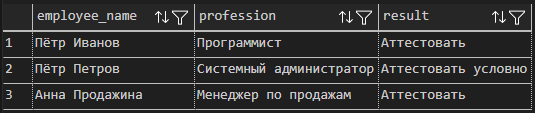 employee_name profession result
1 Пётр Иванов Программист Аттестовать
2 Пётр Петров Системный администратор Аттестовать условно
3 Анна Продажина Менеджер по продажам Аттестовать